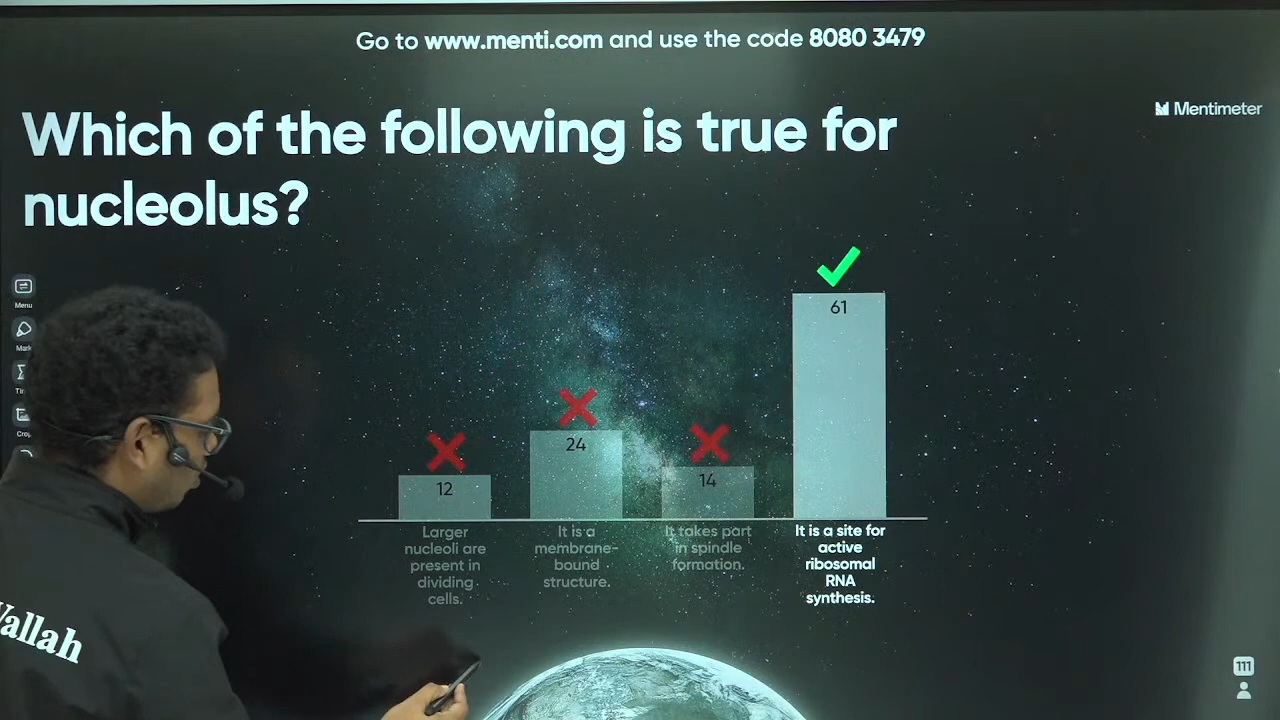 Go to www.menti.com and use the code 8080 3479
Mentimeter
Which of the following is true for
nucleolus?
Menu
12
24
14
61
Larger
nucleoli are
present in
dividing
cells.
It is a
membrane-
bound
structure.
It takes part
in spindle
formation.
It is a site for
active
ribosomal
RNA
synthesis.
Wallah
111